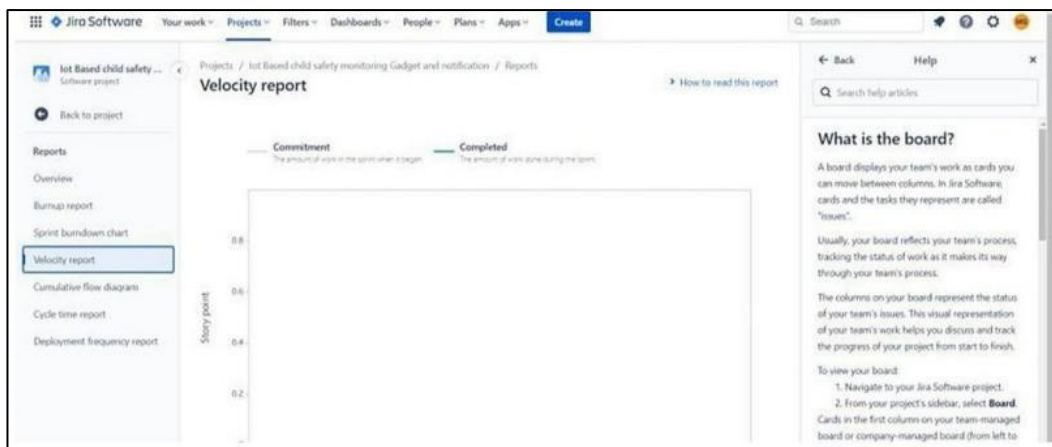 Jira Software Your work Projects Filters Dashboards People Plans Apps Create Search
Iot Based child safety ...
Software project
Back to project
Reports
Overview
Burnup report
Sprint burndown chart
Velocity report
Cumulative flow diagram
Cycle time report
Deployment frequency report
Projects / Iot Based child safety monitoring Gadget and notification / Reports
Velocity report
How to read this report
Commitment
The amount of work in the sprint when it began.
Completed
The amount of work done during the sprint.
Story point
0.8
0.6
0.4
0.2
Back Help
Search help articles
What is the board?
A board displays your team's work as cards you
can move between columns. In Jira Software,
cards and the tasks they represent are called
"issues".
Usually, your board reflects your team's process,
tracking the status of work as it makes its way
through your team's process.
The columns on your board represent the status
of your team's issues. This visual representation
of your team's work helps you discuss and track
the progress of your project from start to finish.
To view your board:
1. Navigate to your Jira Software project.
2. From your project's sidebar, select Board.
Cards in the first column on your team-managed
board or company-managed board (from left to